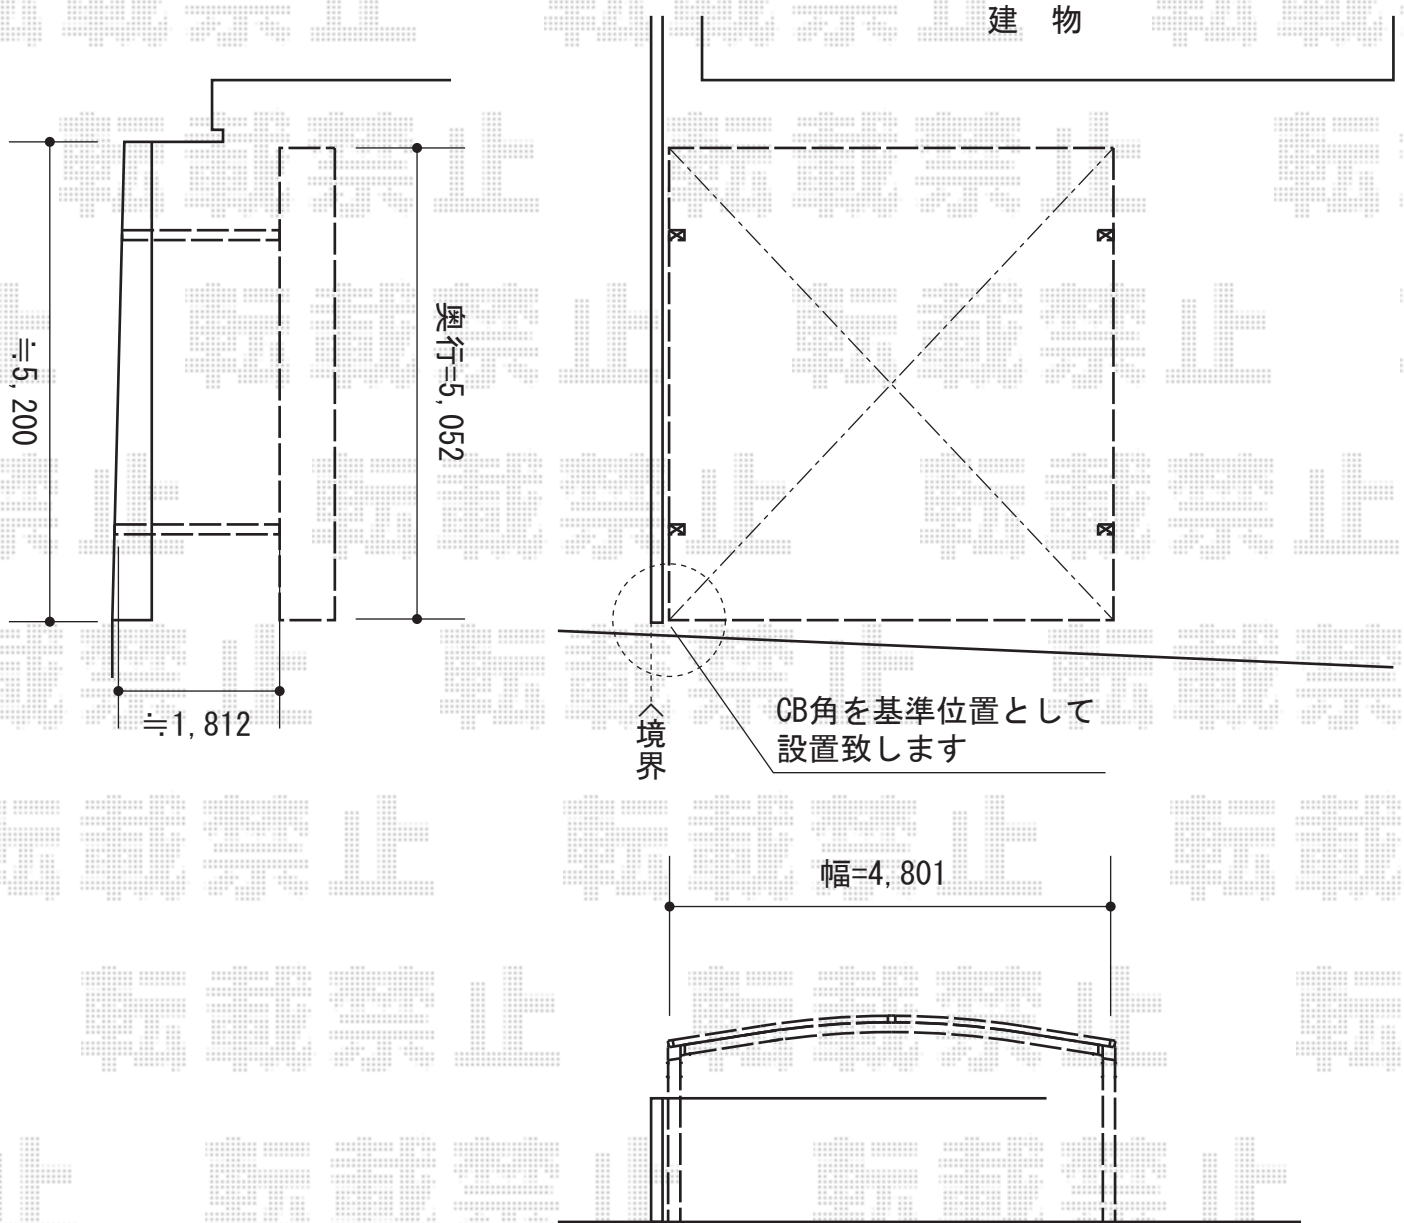 建 物
≒5,200
奥行=5,052
≒1,812
境界
CB角を基準位置として
設置致します
幅=4,801
転載禁止